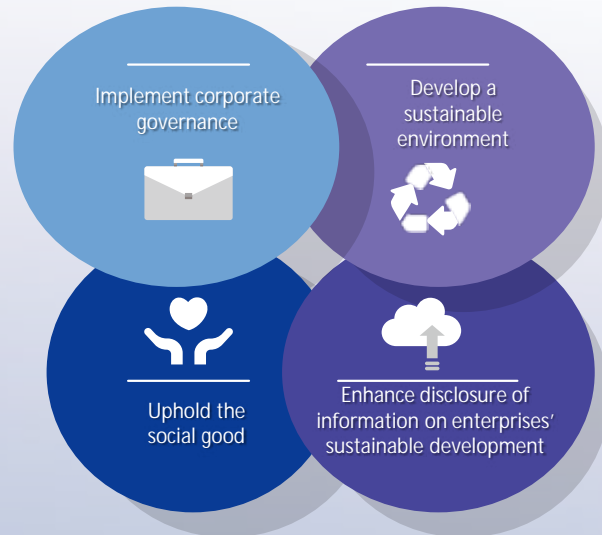 Implement corporate
governance
Develop a
sustainable
environment
Uphold the
social good
Enhance disclosure of
information on enterprises’
sustainable development